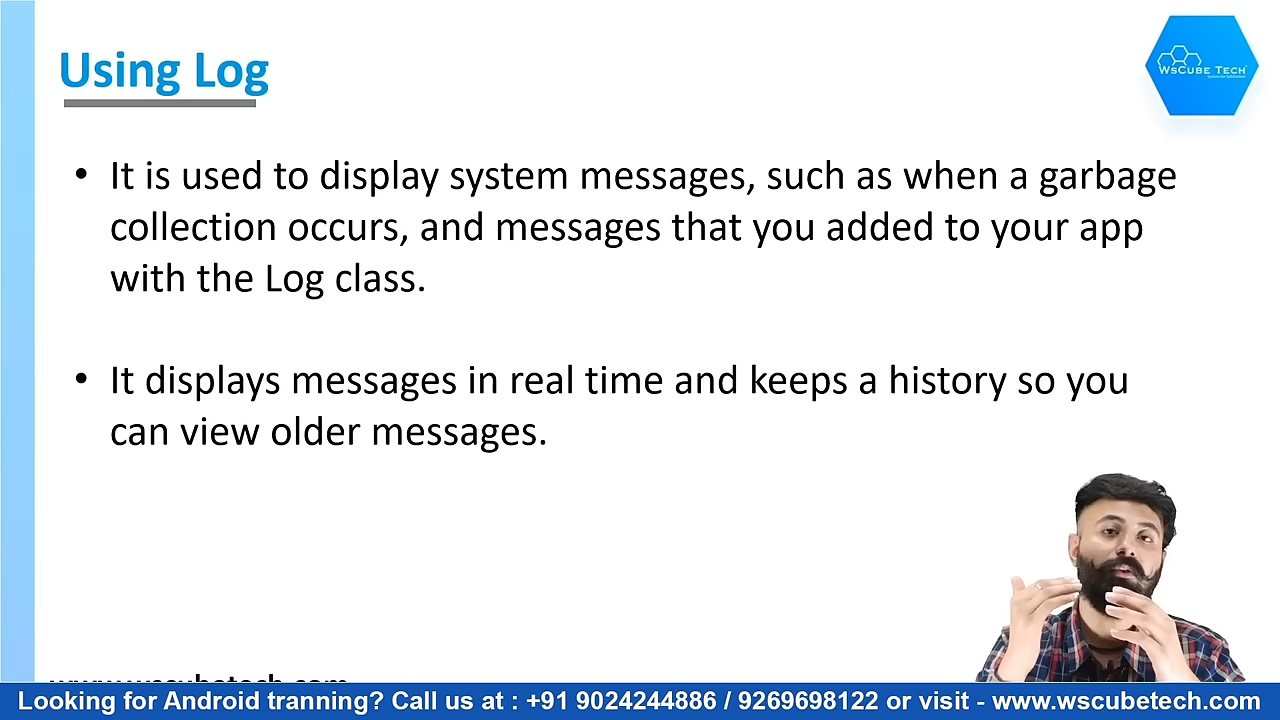 Using Log
WsCube Tech
• It is used to display system messages, such as when a garbage
collection occurs, and messages that you added to your app
with the Log class.
• It displays messages in real time and keeps a history so you
can view older messages.
www.wscubetech.com
Looking for Android tranning? Call us at : +91 9024244886 / 9269698122 or visit - www.wscubetech.com